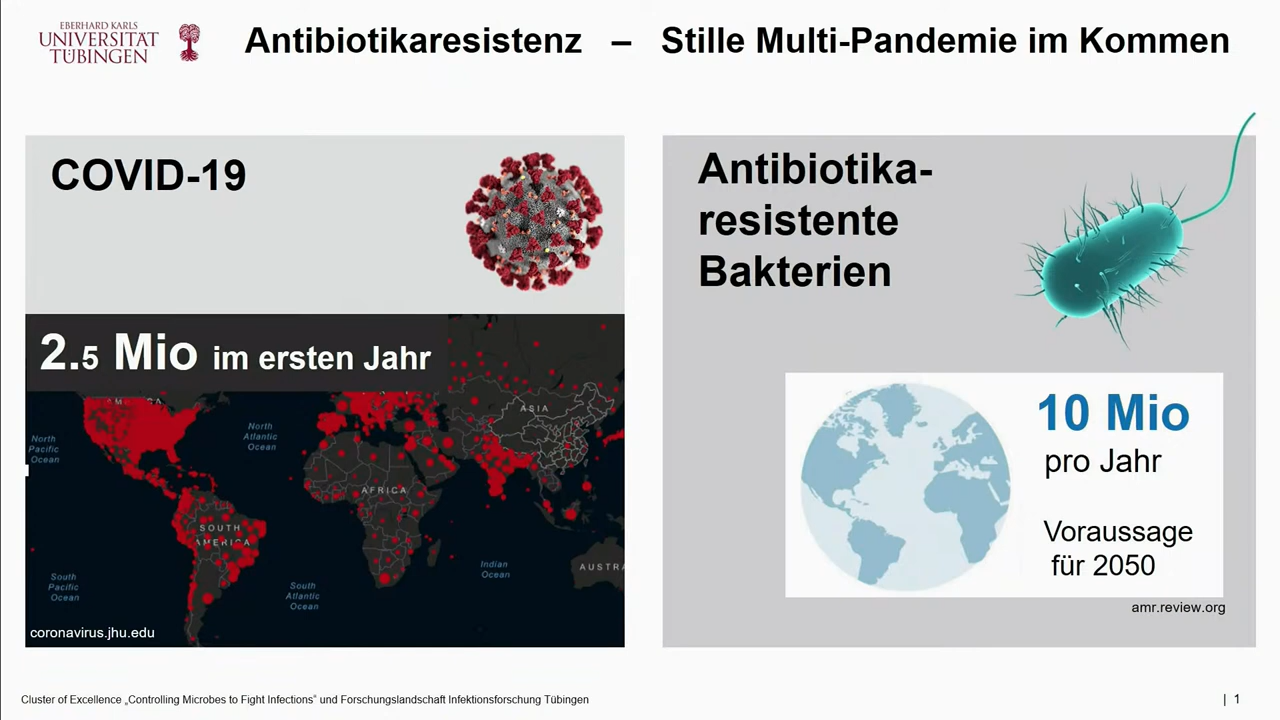 EBERHARD KARLS
UNIVERSITÄT
TÜBINGEN
Antibiotikaresistenz – Stille Multi-Pandemie im Kommen
COVID-19
2.5 Mio im ersten Jahr
ASIA
North
Pacific
Ocean
North
Atlantic
Ocean
AFRICA
SOUTH
AMERICA
Indian
Ocean
AUSTRA
South
Pacific
Ocean
South
Atlantic
Ocean
coronavirus.jhu.edu
Antibiotika-
resistente
Bakterien
10 Mio
pro Jahr
Voraussage
für 2050
amr.review.org
Cluster of Excellence „Controlling Microbes to Fight Infections“ und Forschungslandschaft Infektionsforschung Tübingen
| 1